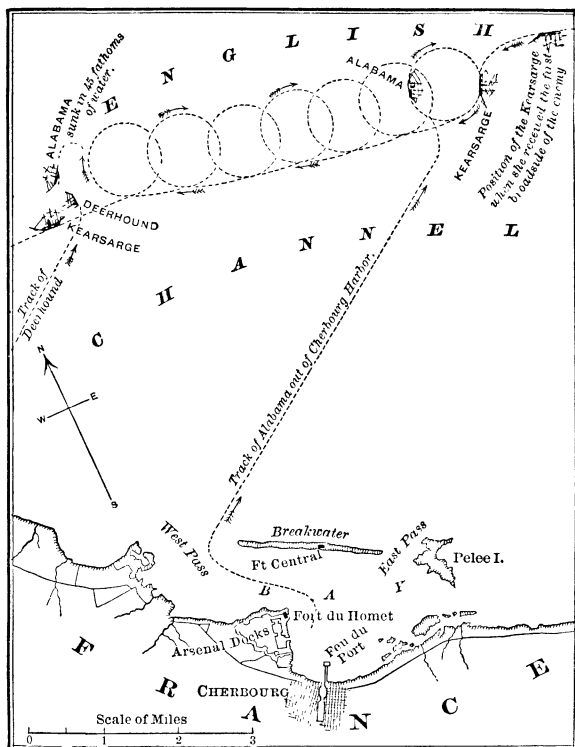 ENGLISH
ALABAMA
sunk in 45 fathoms
of water.
ALABAMA
KEARSARGE
Position of the Kearsarge
when she received the first
broadside of the enemy
DEERHOUND
KEARSARGE
CHANNEL
Track of
Deerhound
Track of Alabama out of Cherbourg Harbor.
N
W
E
S
West Pass
Breakwater
Ft Central
East Pass
Pelee I.
B
A
Fort du Homet
Arsenal Docks
Feu du
Port
CHERBOURG
FRANCE
Scale of Miles
0 1 2 3